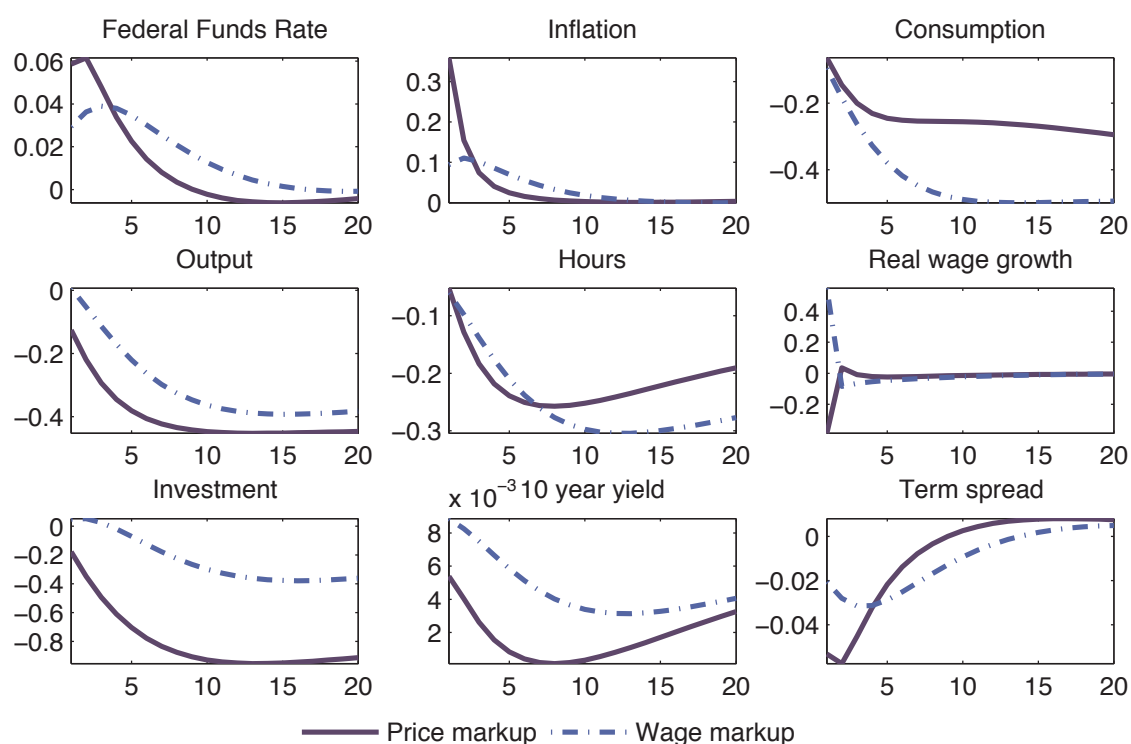 Federal Funds Rate
0.06
0.04
0.02
0
5 10 15 20
Inflation
0.3
0.2
0.1
0
5 10 15 20
Consumption
−0.2
−0.4
5 10 15 20
Output
0
−0.2
−0.4
5 10 15 20
Hours
−0.1
−0.2
−0.3
5 10 15 20
Real wage growth
0.4
0.2
0
−0.2
5 10 15 20
Investment
0
−0.2
−0.4
−0.6
−0.8
5 10 15 20
x 10−3 10 year yield
8
6
4
2
5 10 15 20
Term spread
0
−0.02
−0.04
5 10 15 20
Price markup Wage markup